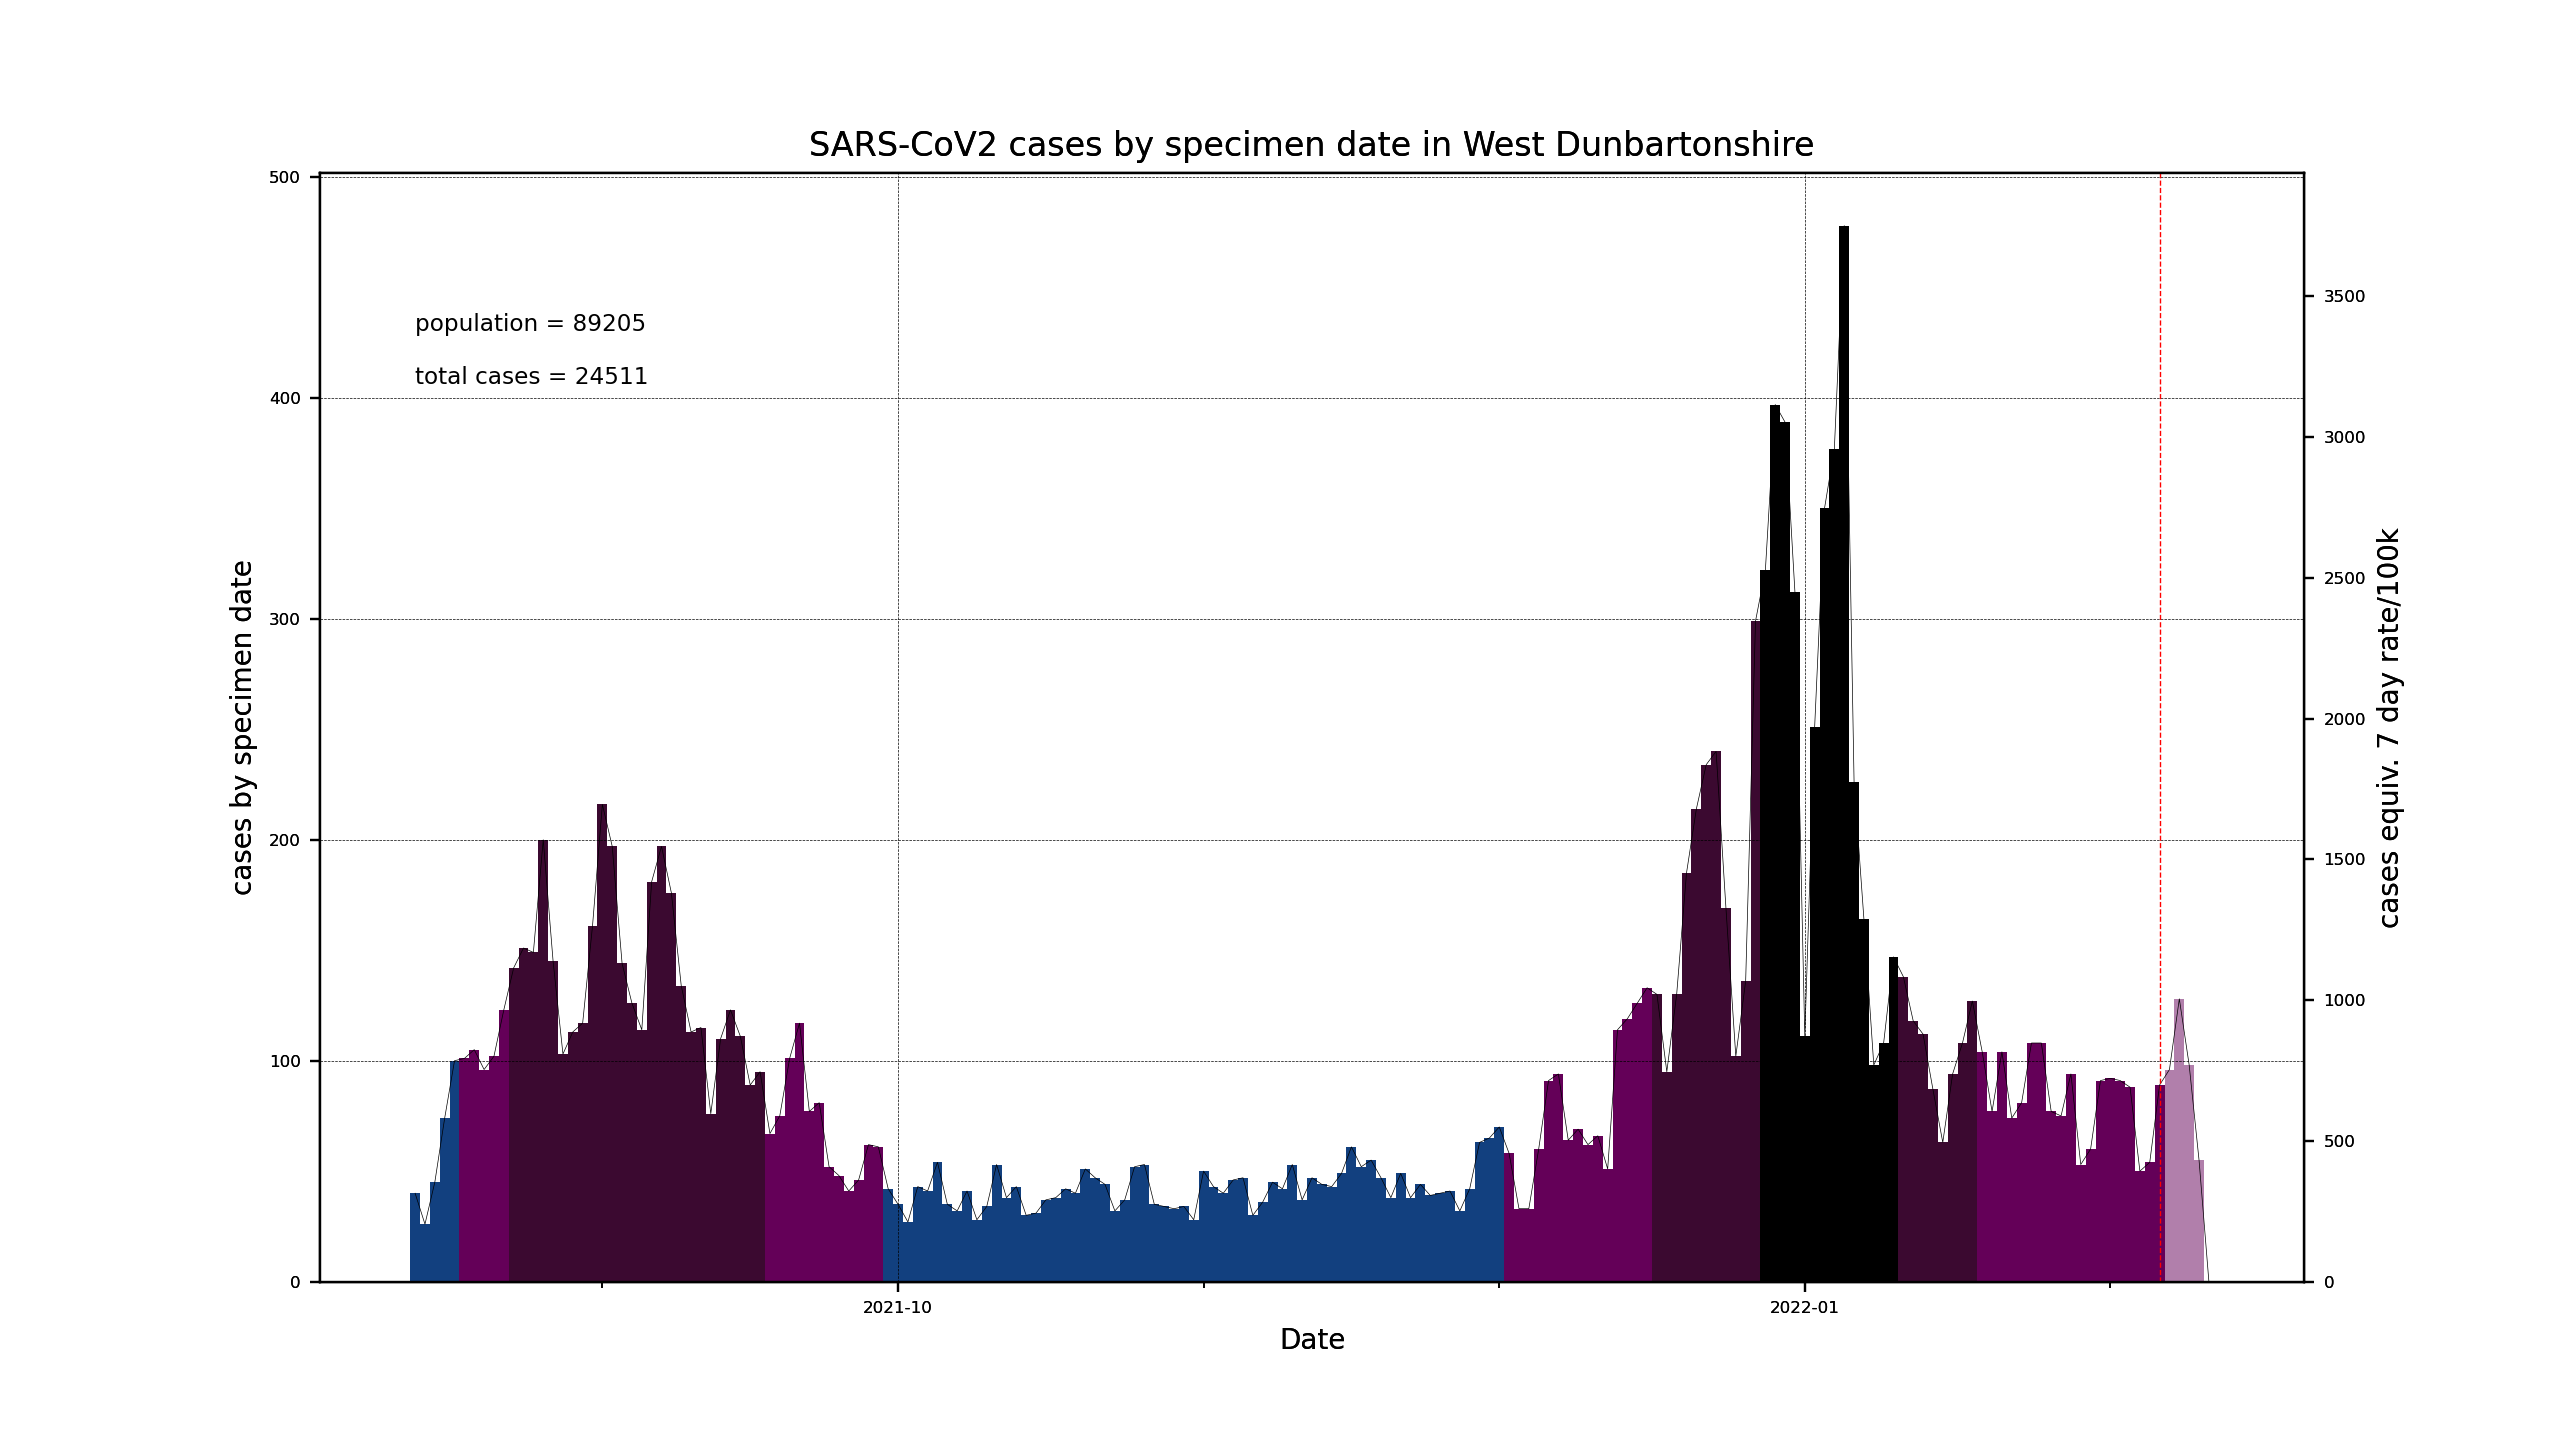 SARS-CoV2 cases by specimen date in West Dunbartonshire
population = 89205
total cases = 24511
cases by specimen date
500
400
300
200
100
0
3500
3000
2500
2000
1500
1000
500
0
cases equiv. 7 day rate/100k
2021-10
2022-01
Date